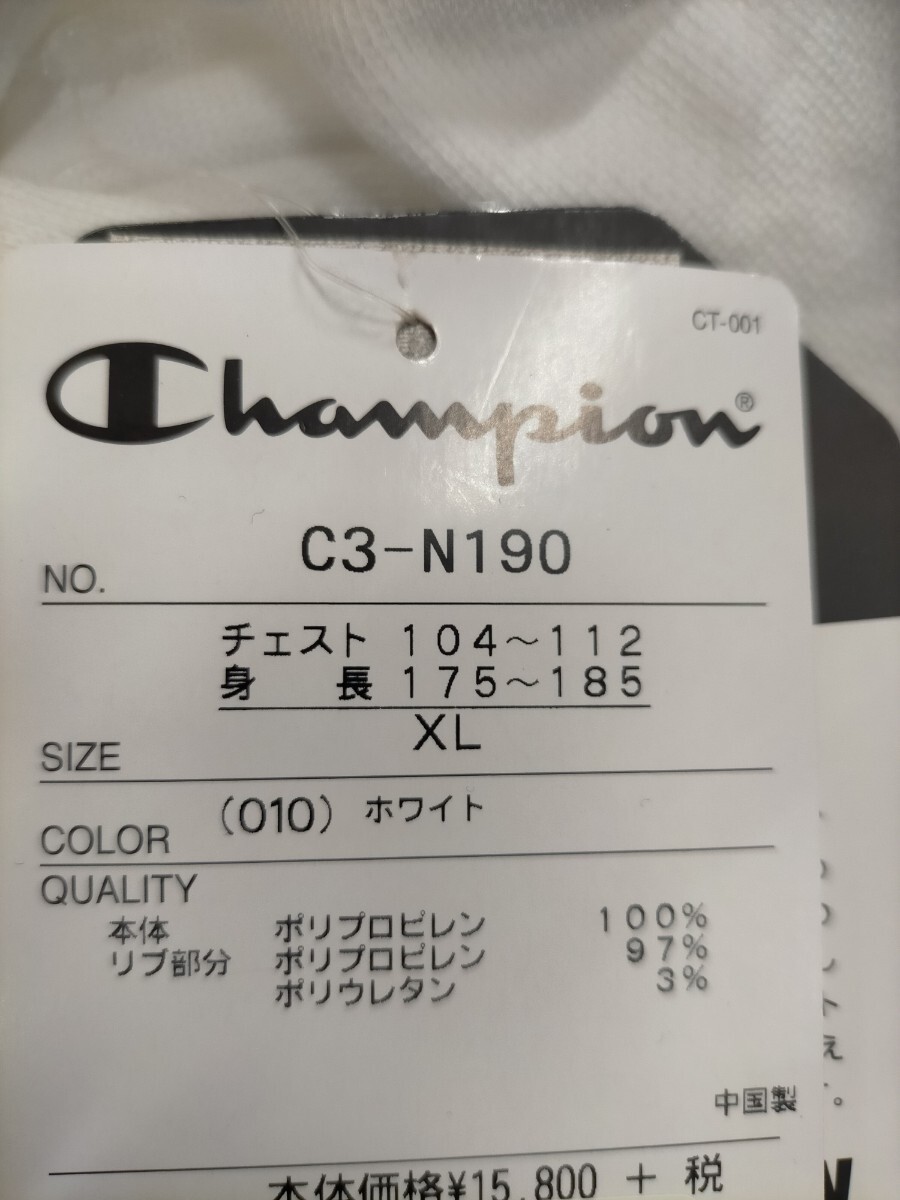 CT-001
Champion®
NO. C3-N190
チェスト 104～112
身長 175～185
SIZE XL
COLOR (010) ホワイト
QUALITY
本体 ポリプロピレン 100%
リブ部分 ポリプロピレン 97%
ポリウレタン 3%
中国製
本体価格¥15,800 + 税